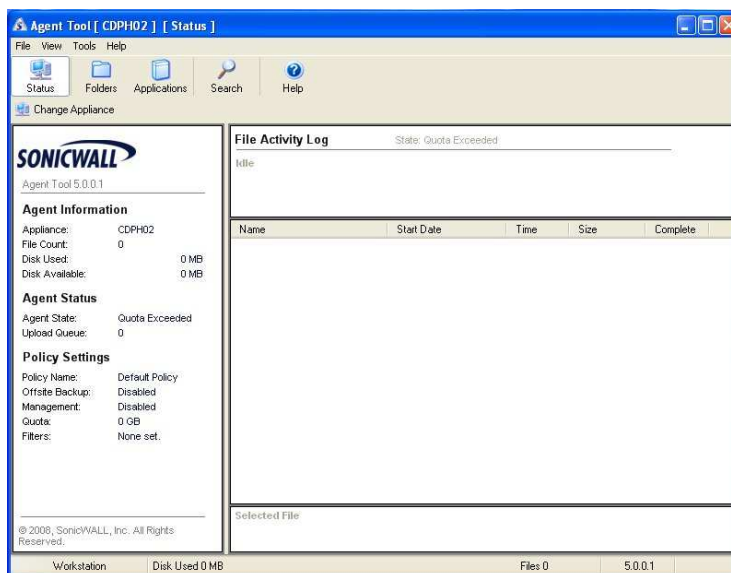 Agent Tool [ CDPH02 ] [ Status ]
File View Tools Help
Status Folders Applications Search Help
Change Appliance
SONICWALL
Agent Tool 5.0.0.1
Agent Information
Appliance: CDPH02
File Count: 0
Disk Used: 0 MB
Disk Available: 0 MB
Agent Status
Agent State: Quota Exceeded
Upload Queue: 0
Policy Settings
Policy Name: Default Policy
Offsite Backup: Disabled
Management: Disabled
Quota: 0 GB
Filters: None set.
© 2008, SonicWALL, Inc. All Rights
Reserved.
File Activity Log State: Quota Exceeded
Idle
Name Start Date Time Size Complete
Selected File
Workstation Disk Used 0 MB Files 0 5.0.0.1